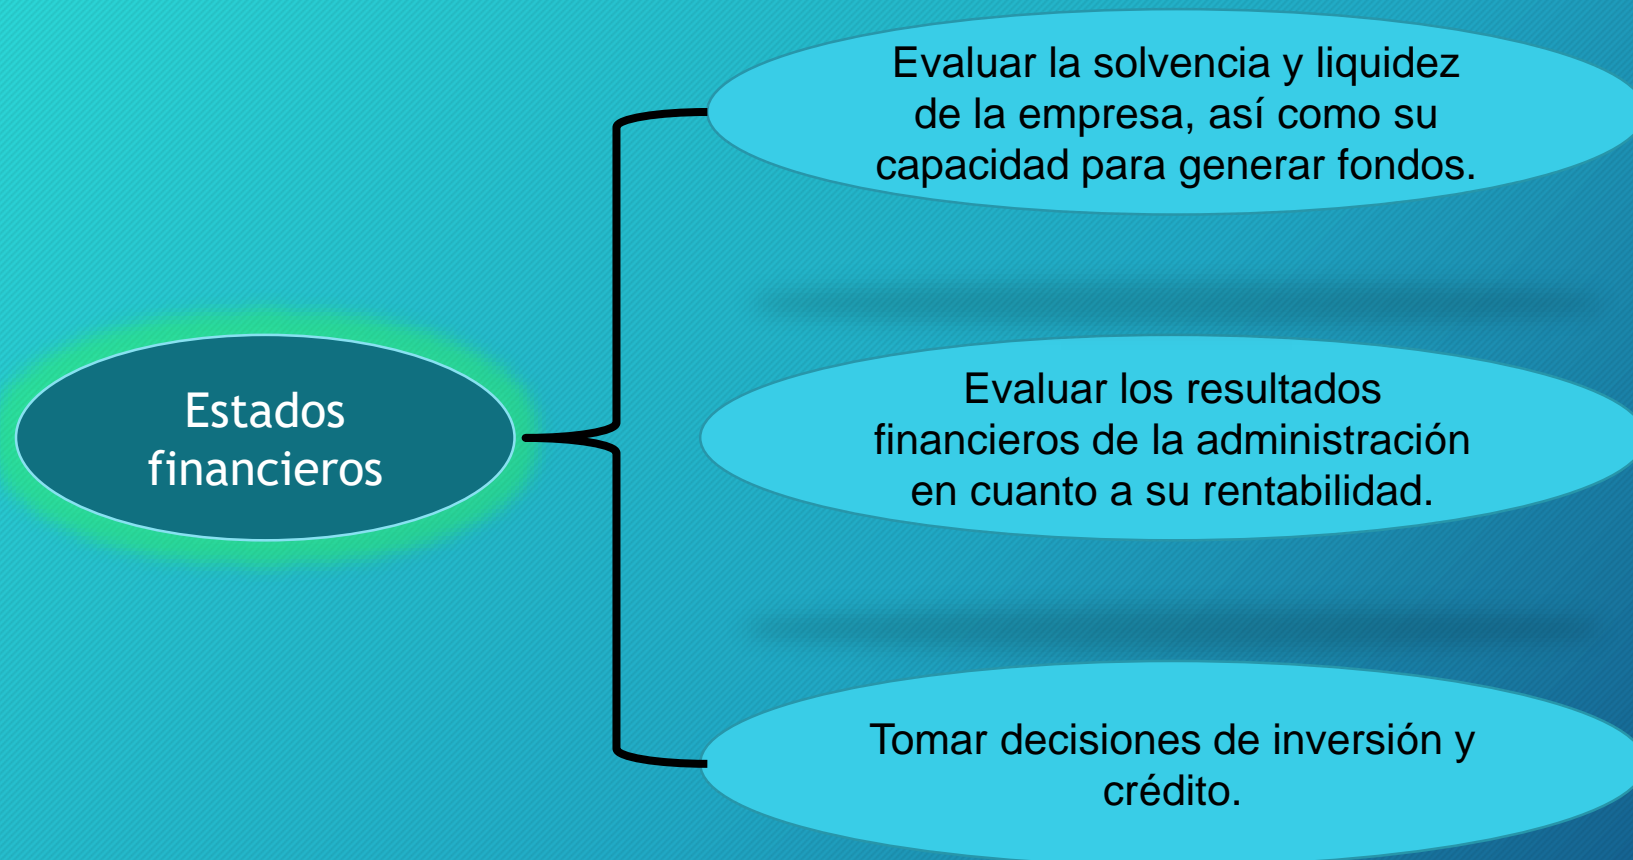 Evaluar la solvencia y liquidez
de la empresa, así como su
capacidad para generar fondos.
Estados
financieros
Evaluar los resultados
financieros de la administración
en cuanto a su rentabilidad.
Tomar decisiones de inversión y
crédito.